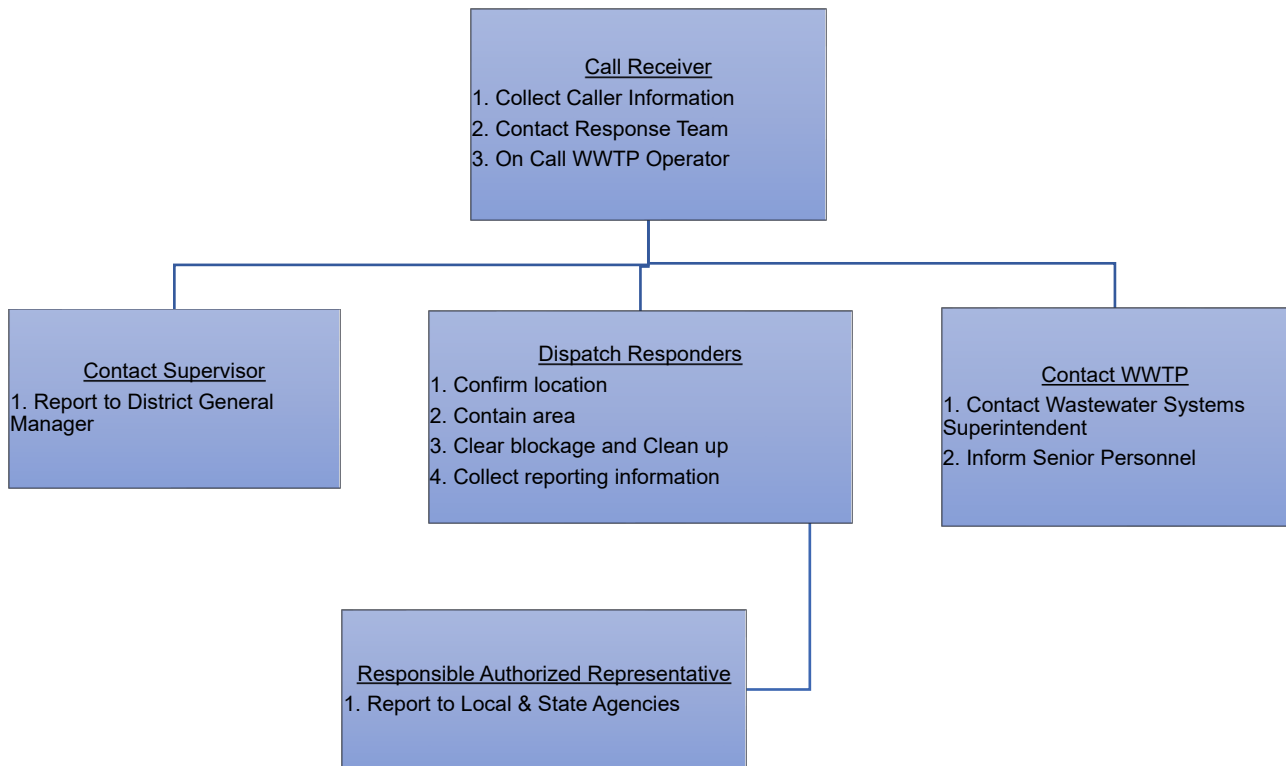 Call Receiver
1. Collect Caller Information
2. Contact Response Team
3. On Call WWTP Operator
Contact Supervisor
1. Report to District General
Manager
Dispatch Responders
1. Confirm location
2. Contain area
3. Clear blockage and Clean up
4. Collect reporting information
Contact WWTP
1. Contact Wastewater Systems
Superintendent
2. Inform Senior Personnel
Responsible Authorized Representative
1. Report to Local & State Agencies